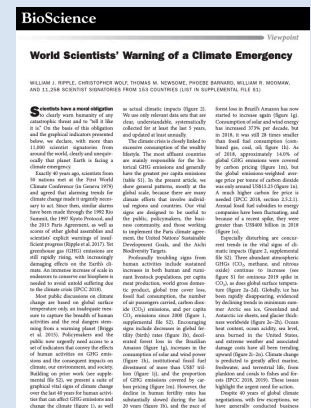 BioScience
Viewpoint
World Scientists' Warning of a Climate Emergency
WILLIAM J. RIPPLE, CHRISTOPHER WOLF, THOMAS M. NEWSOME, PHOEBE BARNARD, WILLIAM R. MOOMAW,
AND 11,258 SIGNATORIES FROM 153 COUNTRIES (LIST IN SUPPLEMENTAL FILE S1)
Scientists have a moral obligation
to clearly warn humanity of any
catastrophic threat and to "tell it like
it is." On the basis of this obligation
and the graphical indicators presented
below, we declare, with more than
11,000 scientist signatories from
around the world, clearly and unequiv-
ocally that planet Earth is facing a
climate emergency.
Exactly 40 years ago, scientists from
50 nations met at the First World
Climate Conference (in Geneva 1979)
and agreed that alarming trends for
climate change made it urgently neces-
sary to act. Since then, similar alarms
have been made through the 1992 Rio
Summit, the 1997 Kyoto Protocol, and
the 2015 Paris Agreement, as well as
scores of other global assemblies and
scientists' explicit warnings of insuf-
ficient progress (Ripple et al. 2017). Yet
greenhouse gas (GHG) emissions are
still rapidly rising, with increasingly
damaging effects on the Earth's cli-
mate. An immense increase of scale in
endeavors to conserve our biosphere is
needed to avoid untold suffering due
to the climate crisis (IPCC 2018).
Most public discussions on climate
change are based on global surface
temperature only, an inadequate mea-
sure to capture the breadth of human
activities and the real dangers stem-
ming from a warming planet (Briggs
et al. 2015). Policymakers and the
public now urgently need access to a
set of indicators that convey the effects
of human activities on GHG emis-
sions and the consequent impacts on
climate, our environment, and society.
Building on prior work (see supple-
mental file S2), we present a suite of
graphical vital signs of climate change
over the last 40 years for human activi-
ties that can affect GHG emissions and
change the climate (figure 1), as well
as actual climatic impacts (figure 2).
We use only relevant data sets that are
clear, understandable, systematically
collected for at least the last 5 years,
and updated at least annually.
The climate crisis is closely linked to
excessive consumption of the wealthy
lifestyle. The most affluent countries
are mainly responsible for the his-
torical GHG emissions and generally
have the greatest per capita emissions
(table S1). In the present article, we
show general patterns, mostly at the
global scale, because there are many
climate efforts that involve individ-
ual regions and countries. Our vital
signs are designed to be useful to
the public, policymakers, the busi-
ness community, and those working
to implement the Paris climate agree-
ment, the United Nations' Sustainable
Development Goals, and the Aichi
Biodiversity Targets.
Profoundly troubling signs from
human activities include sustained
increases in both human and rumi-
nant livestock populations, per capita
meat production, world gross domes-
tic product, global tree cover loss,
fossil fuel consumption, the number
of air passengers carried, carbon diox-
ide (CO2) emissions, and per capita
CO2 emissions since 2000 (figure 1,
supplemental file S2). Encouraging
signs include decreases in global fer-
tility (birth) rates (figure 1b), decel-
erated forest loss in the Brazilian
Amazon (figure 1g), increases in the
consumption of solar and wind power
(figure 1h), institutional fossil fuel
divestment of more than US$7 tril-
lion (figure 1j), and the proportion
of GHG emissions covered by car-
bon pricing (figure 1m). However, the
decline in human fertility rates has
substantially slowed during the last
20 years (figure 1b), and the pace of
forest loss in Brazil's Amazon has now
started to increase again (figure 1g).
Consumption of solar and wind energy
has increased 373% per decade, but
in 2018, it was still 28 times smaller
than fossil fuel consumption (com-
bined gas, coal, oil; figure 1h). As
of 2018, approximately 14.0% of
global GHG emissions were covered
by carbon pricing (figure 1m), but
the global emissions-weighted aver-
age price per tonne of carbon dioxide
was only around US$15.25 (figure 1n).
A much higher carbon fee price is
needed (IPCC 2018, section 2.5.2.1).
Annual fossil fuel subsidies to energy
companies have been fluctuating, and
because of a recent spike, they were
greater than US$400 billion in 2018
(figure 1o).
Especially disturbing are concur-
rent trends in the vital signs of cli-
matic impacts (figure 2, supplemental
file S2). Three abundant atmospheric
GHGs (CO2, methane, and nitrous
oxide) continue to increase (see
figure S1 for ominous 2019 spike in
CO2), as does global surface tempera-
ture (figure 2a–2d). Globally, ice has
been rapidly disappearing, evidenced
by declining trends in minimum sum-
mer Arctic sea ice, Greenland and
Antarctic ice sheets, and glacier thick-
ness worldwide (figure 2e–2h). Ocean
heat content, ocean acidity, sea level,
area burned in the United States,
and extreme weather and associated
damage costs have all been trending
upward (figure 2i–2n). Climate change
is predicted to greatly affect marine,
freshwater, and terrestrial life, from
plankton and corals to fishes and for-
ests (IPCC 2018, 2019). These issues
highlight the urgent need for action.
Despite 40 years of global climate
negotiations, with few exceptions, we
have generally conducted business